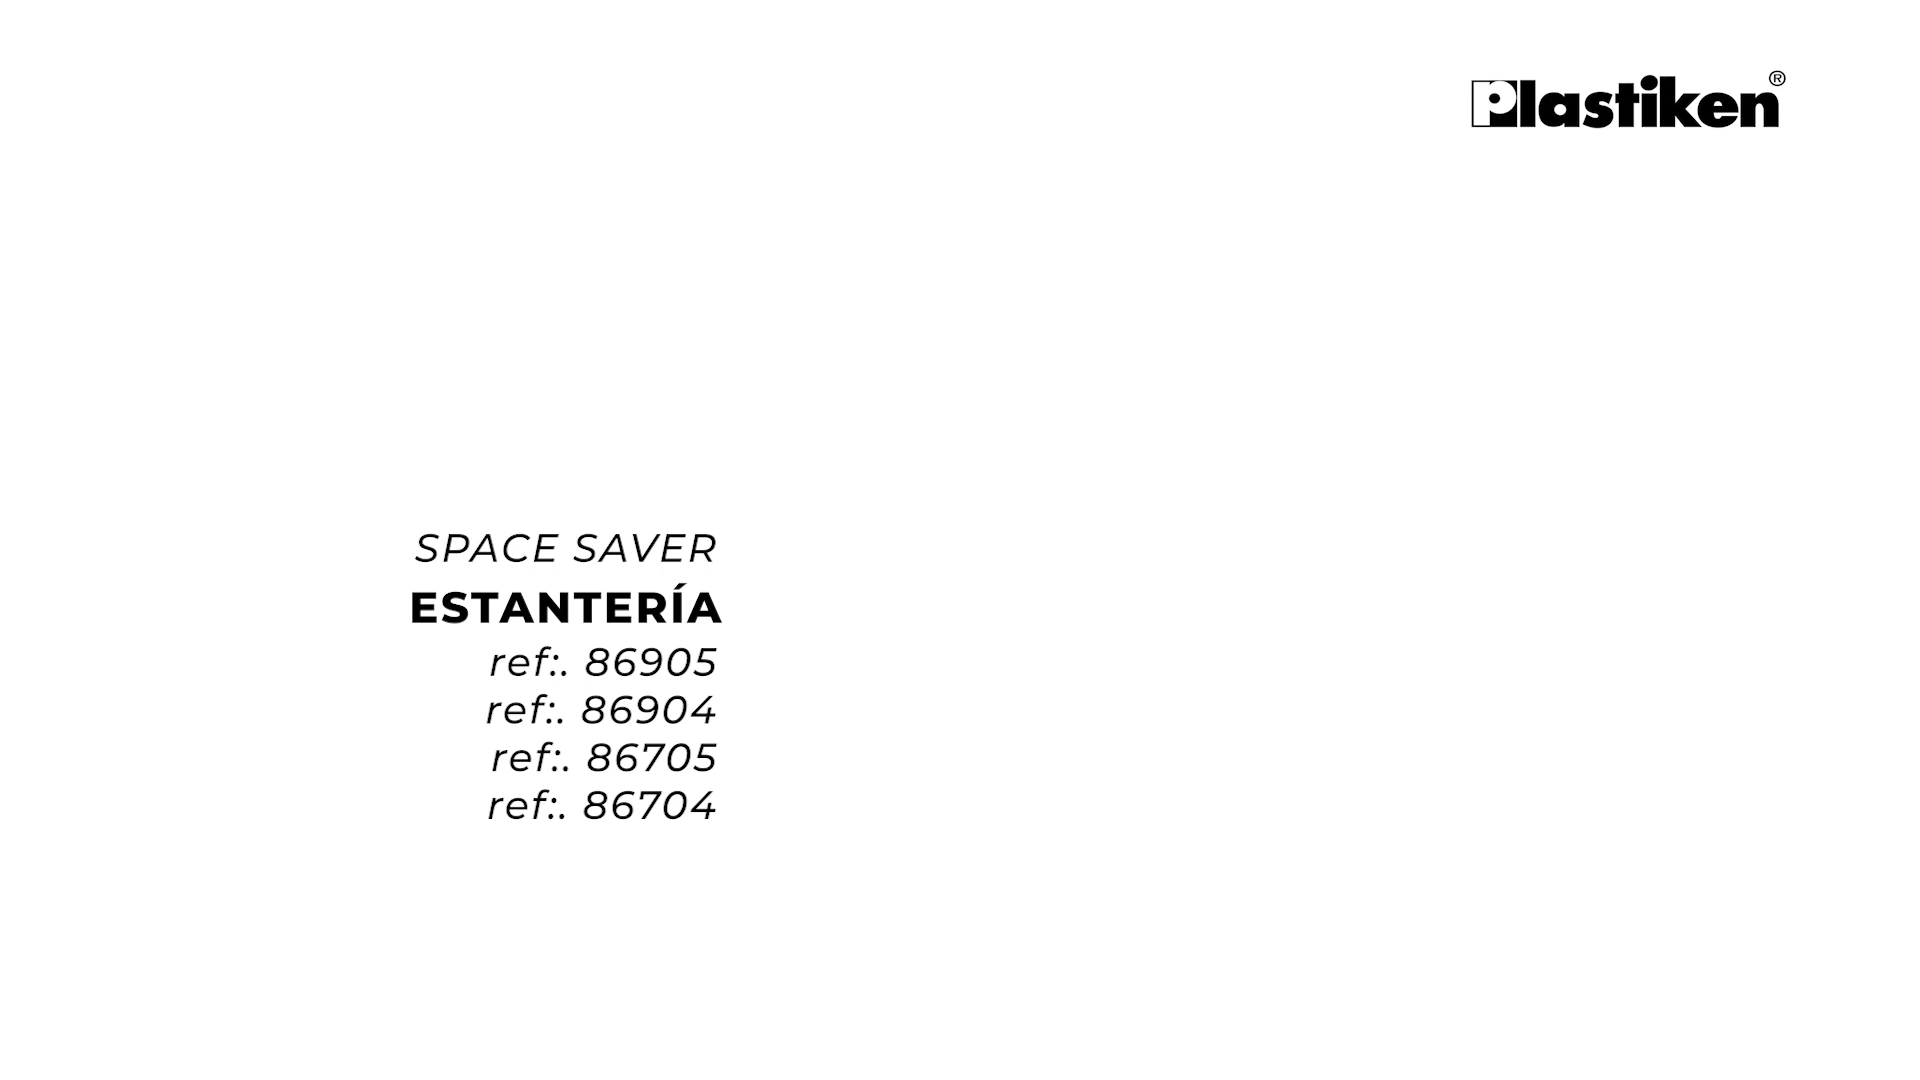 Plastiken®
SPACE SAVER
ESTANTERÍA
ref:. 86905
ref:. 86904
ref:. 86705
ref:. 86704